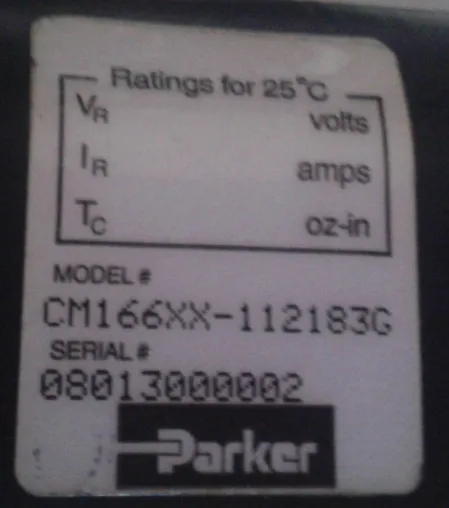 Ratings for 25°C
VR volts
IR amps
TC oz-in
MODEL #
CM166XX-112183G
SERIAL #
08013000002
Parker